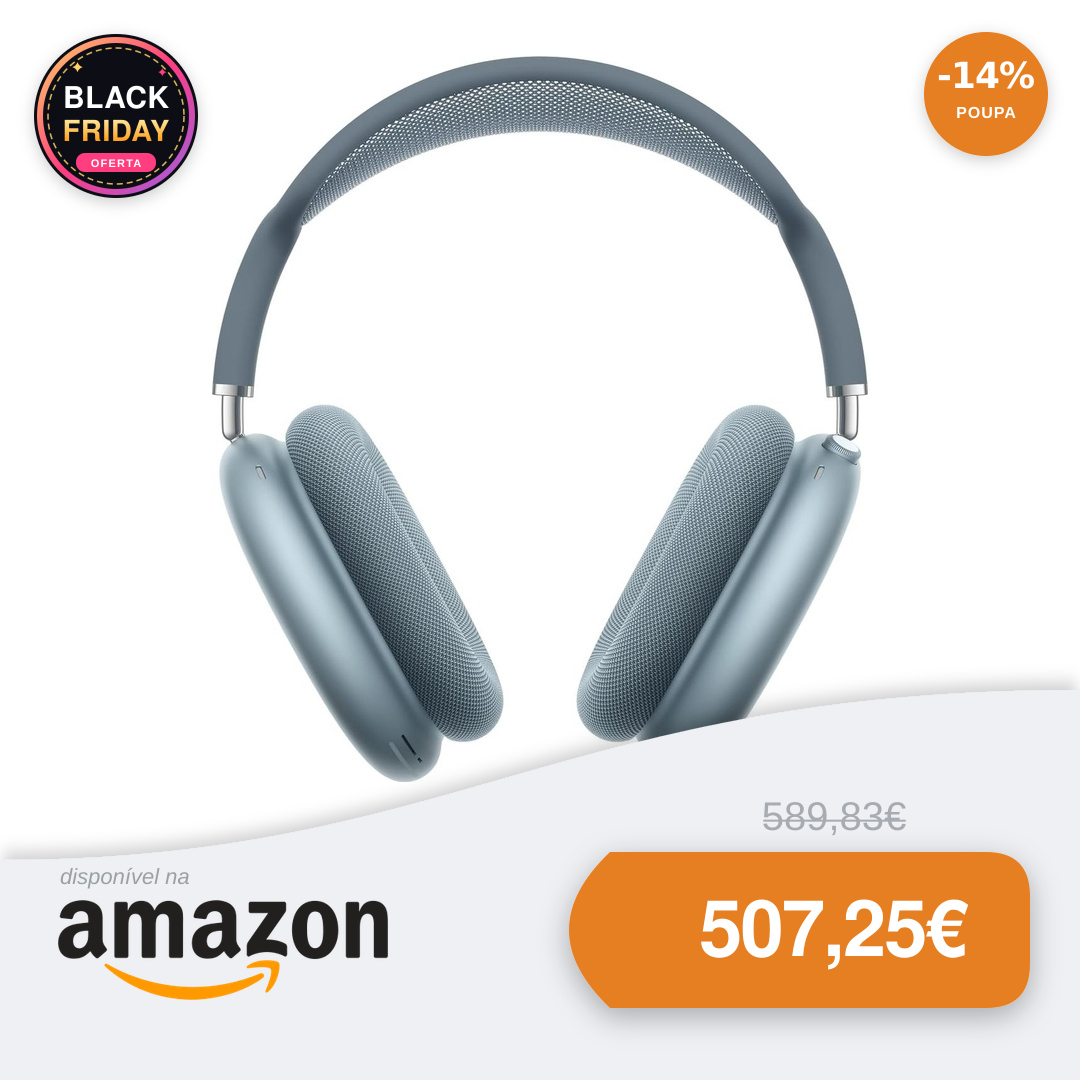 BLACK
FRIDAY
OFERTA
-14%
POUPA
589,83€
disponível na
amazon
507,25€